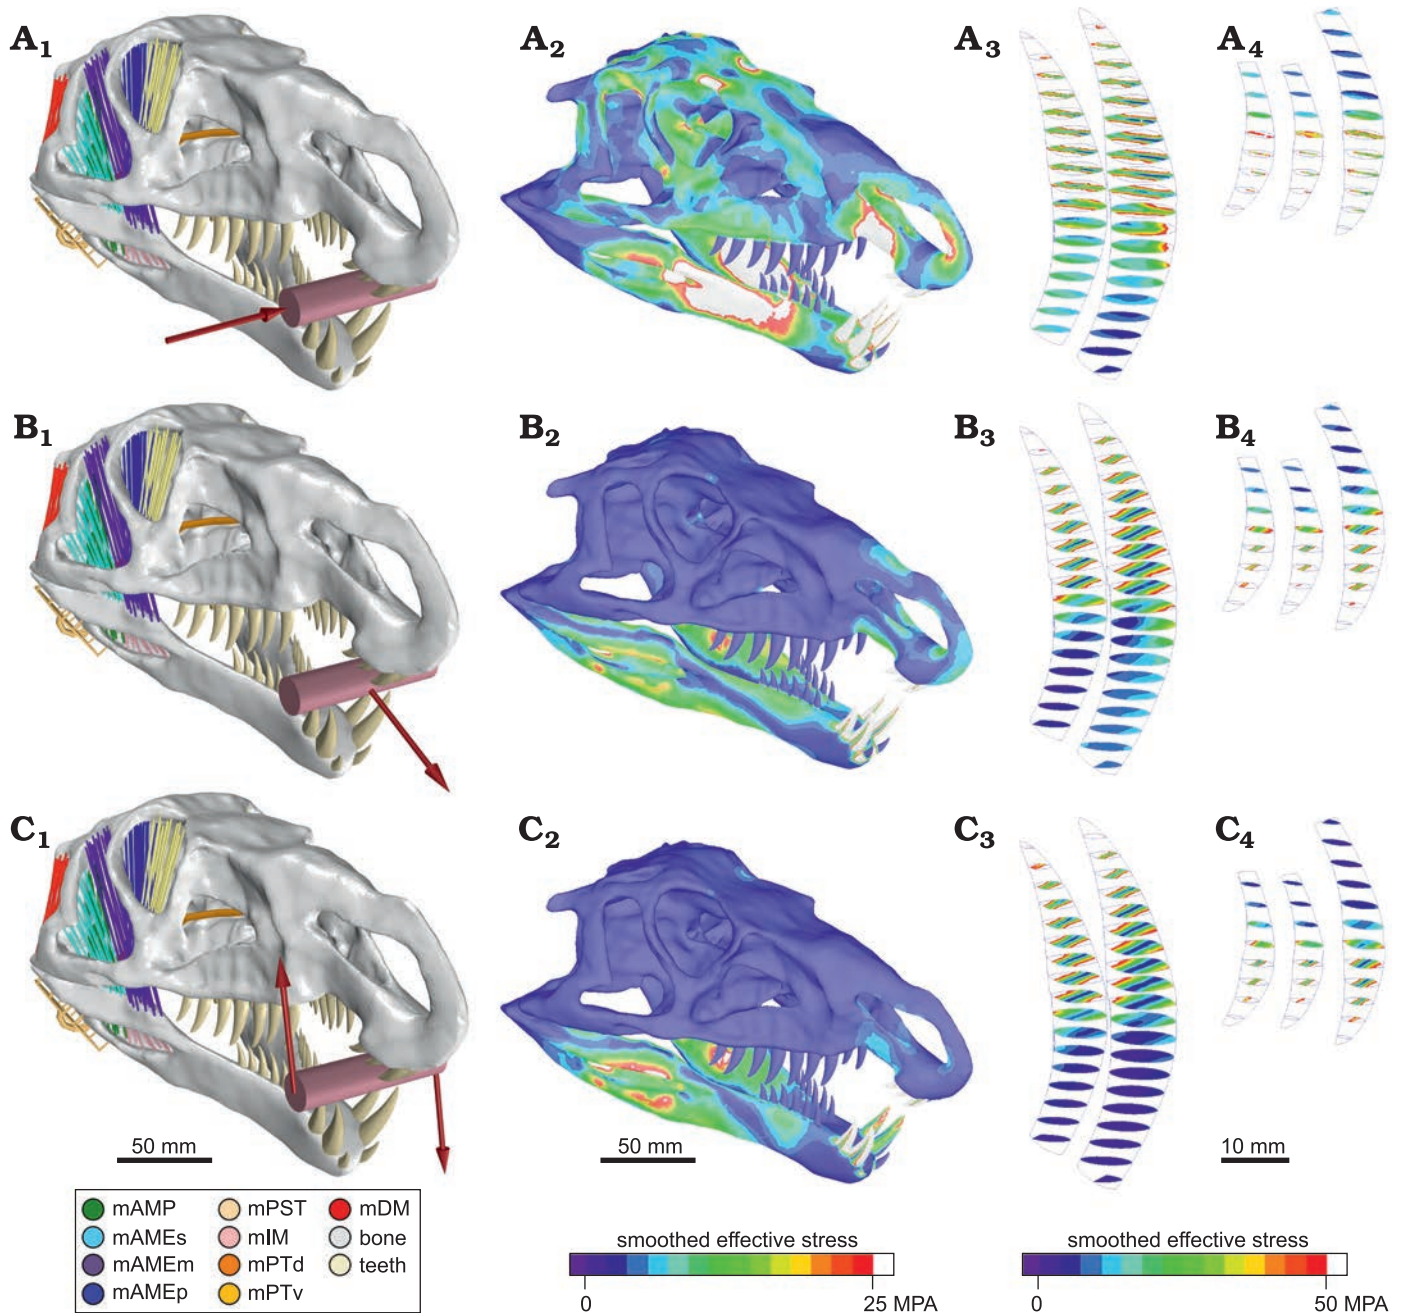 A1 A2 A3 A4
B1 B2 B3 B4
C1 C2 C3 C4
50 mm 50 mm 10 mm
mAMP mPST mDM
mAMEs mIM bone
mAMEm mPTd teeth
mAMEp mPTv
smoothed effective stress
0 25 MPA
smoothed effective stress
0 50 MPA